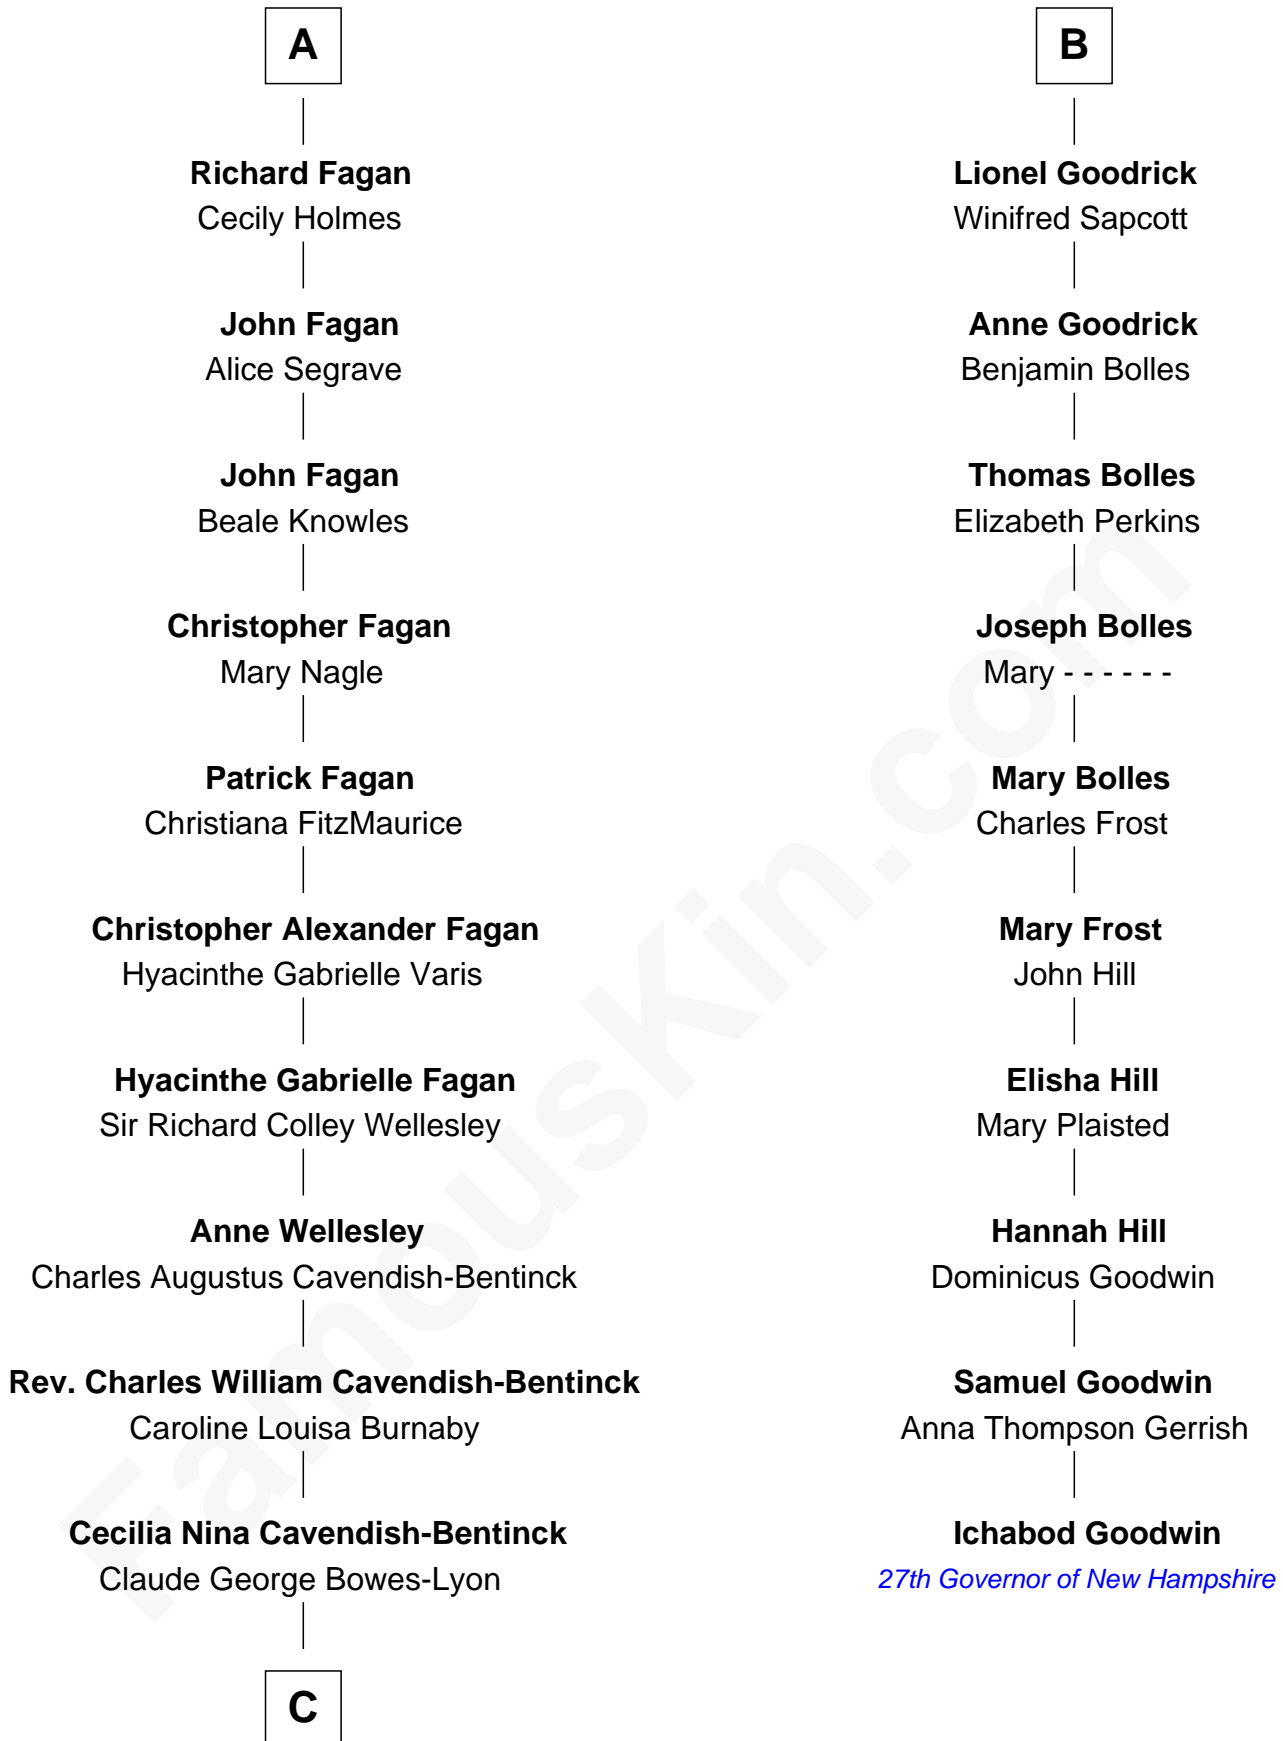 A
Richard Fagan
Cecily Holmes
John Fagan
Alice Segrave
John Fagan
Beale Knowles
Christopher Fagan
Mary Nagle
Patrick Fagan
Christiana FitzMaurice
Christopher Alexander Fagan
Hyacinthe Gabrielle Varis
Hyacinthe Gabrielle Fagan
Sir Richard Colley Wellesley
Anne Wellesley
Charles Augustus Cavendish-Bentinck
Rev. Charles William Cavendish-Bentinck
Caroline Louisa Burnaby
Cecilia Nina Cavendish-Bentinck
Claude George Bowes-Lyon
C
B
Lionel Goodrick
Winifred Sapcott
Anne Goodrick
Benjamin Bolles
Thomas Bolles
Elizabeth Perkins
Joseph Bolles
Mary - - - - - -
Mary Bolles
Charles Frost
Mary Frost
John Hill
Elisha Hill
Mary Plaisted
Hannah Hill
Dominicus Goodwin
Samuel Goodwin
Anna Thompson Gerrish
Ichabod Goodwin
27th Governor of New Hampshire
FamousKin.com